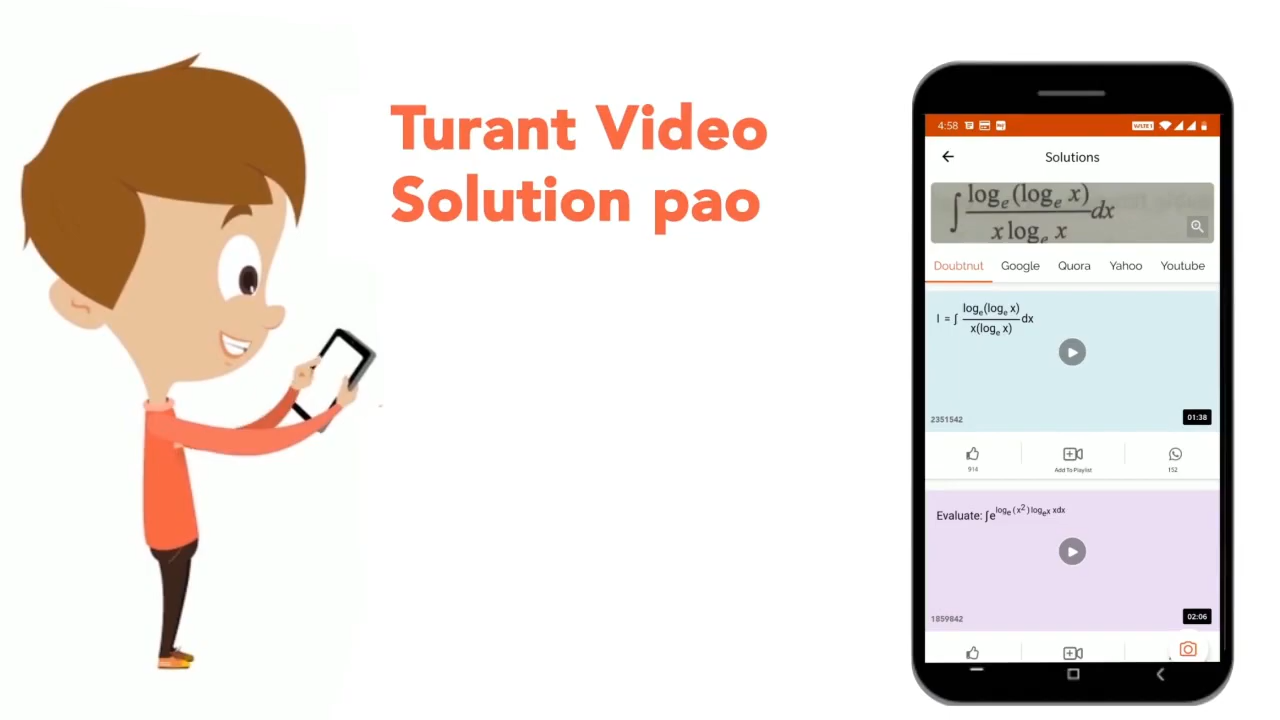 Turant Video
Solution pao
4:58
VoLTE1
Solutions
∫ logₑ(logₑ x) / x logₑ x dx
Doubtnut Google Quora Yahoo Youtube
I = ∫ logₑ(logₑ x) / x(logₑ x) dx
2351542 01:38
914 Add To Playlist 152
Evaluate: ∫e^logₑ(x²)logₑx xdx
1859842 02:06